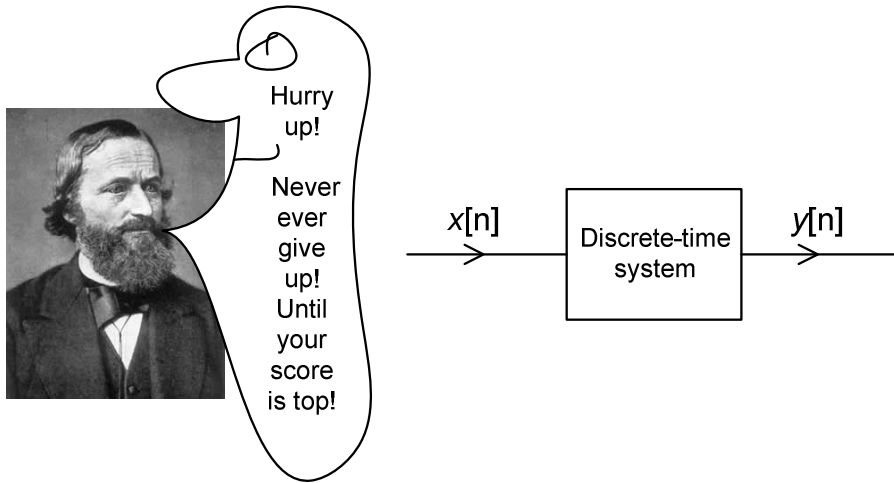 Hurry
up!
Never
ever
give
up!
Until
your
score
is top!
x[n]
Discrete-time
system
y[n]